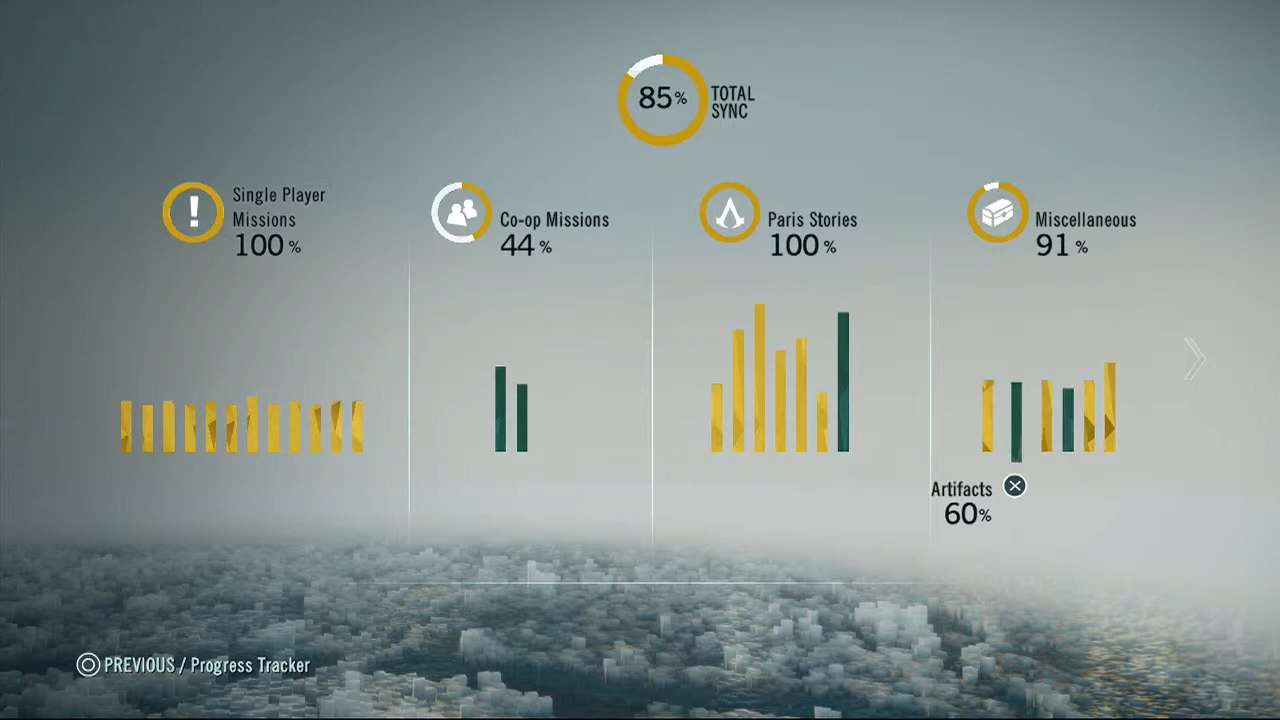 85%
TOTAL
SYNC
Single Player
Missions
100 %
Co-op Missions
44 %
Paris Stories
100 %
Miscellaneous
91 %
Artifacts
60%
PREVIOUS / Progress Tracker